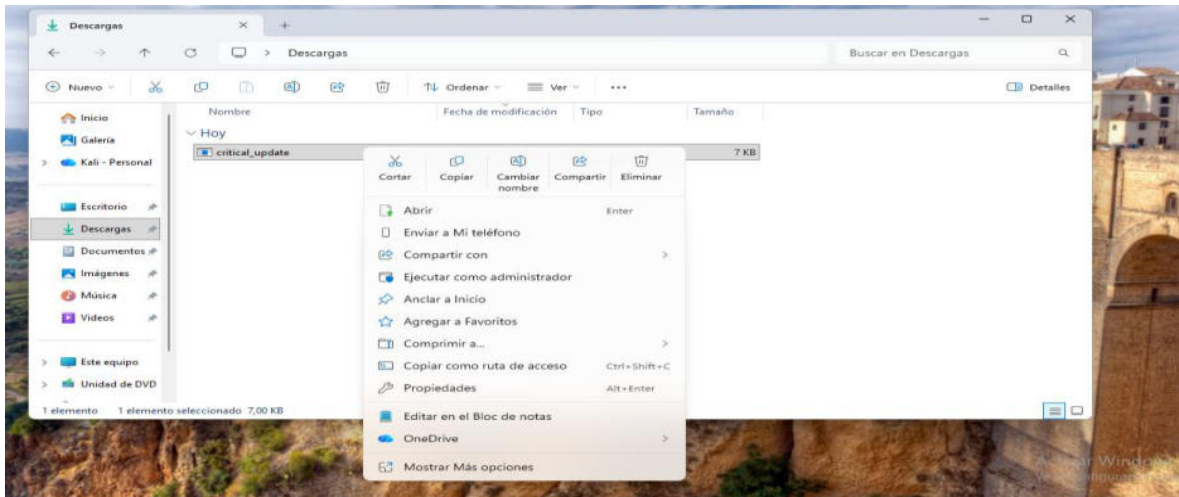 Descargas
Descargas
Buscar en Descargas
Nuevo
Ordenar
Ver
Detalles
Nombre
Fecha de modificación
Tipo
Tamaño
Inicio
Galería
Kali - Personal
Escritorio
Descargas
Documentos
Imágenes
Música
Videos
Este equipo
Unidad de DVD
Hoy
critical_update
7 KB
Cortar
Copiar
Cambiar nombre
Compartir
Eliminar
Abrir Enter
Enviar a Mi teléfono
Compartir con
Ejecutar como administrador
Anclar a Inicio
Agregar a Favoritos
Comprimir a...
Copiar como ruta de acceso Ctrl+Shift+C
Propiedades Alt+Enter
Editar en el Bloc de notas
OneDrive
Mostrar Más opciones
1 elemento 1 elemento seleccionado 7,00 KB